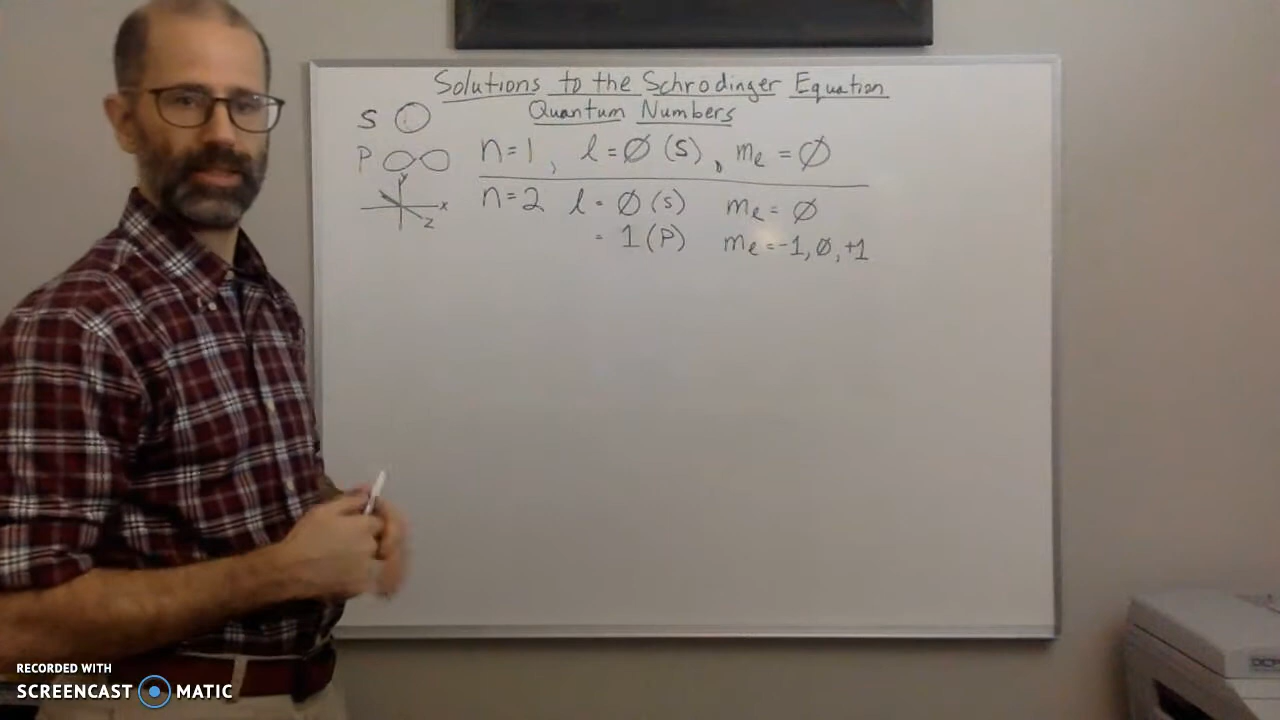 Solutions to the Schrodinger Equation
Quantum Numbers
S
P
y
x
z
n=1, l=Ø (S), mℓ=Ø
n=2 l=Ø (s) mℓ=Ø
=1(P) mℓ=-1,Ø,+1
RECORDED WITH
SCREENCAST MATIC